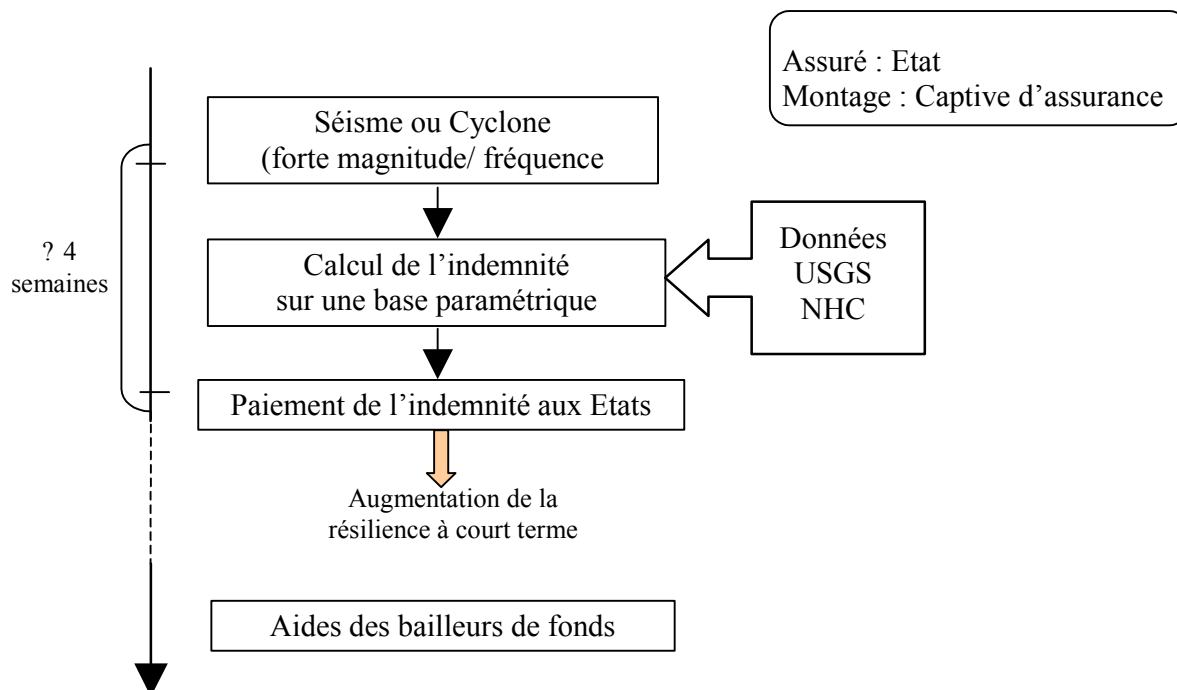 Assuré : Etat
Montage : Captive d’assurance
Séisme ou Cyclone
(forte magnitude/ fréquence
? 4
semaines
Calcul de l’indemnité
sur une base paramétrique
Données
USGS
NHC
Paiement de l’indemnité aux Etats
Augmentation de la
résilience à court terme
Aides des bailleurs de fonds